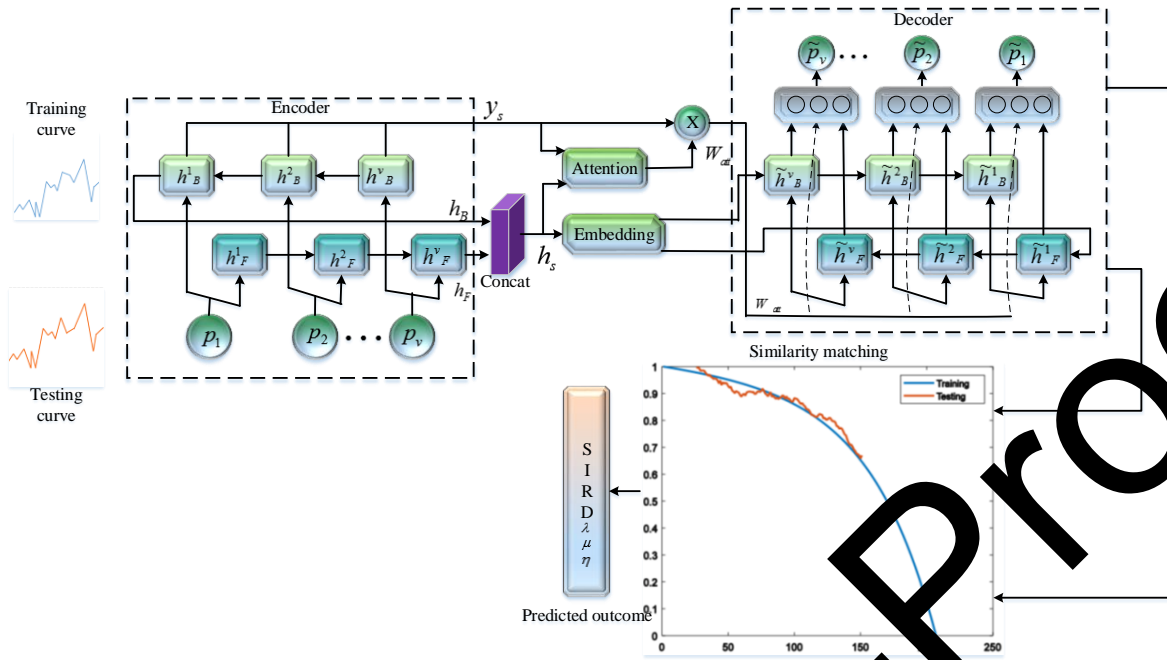 Decoder
p̃_v ... p̃_2 p̃_1
Training
curve
Encoder
y_s
X
W_att
Attention
h^1_B h^2_B h^v_B
h̃^v_B h̃^2_B h̃^1_B
h_B
Embedding
h_s
Concat
h^1_F h^2_F h^v_F
h̃^v_F h̃^2_F h̃^1_F
h_F
W_att
p_1 p_2 ... p_v
Testing
curve
Similarity matching
Training
Testing
1
0.9
0.8
0.7
0.6
0.5
0.4
0.3
0.2
0.1
0
0 50 100 150 200 250
S
I
R
D
λ
μ
η
Predicted outcome